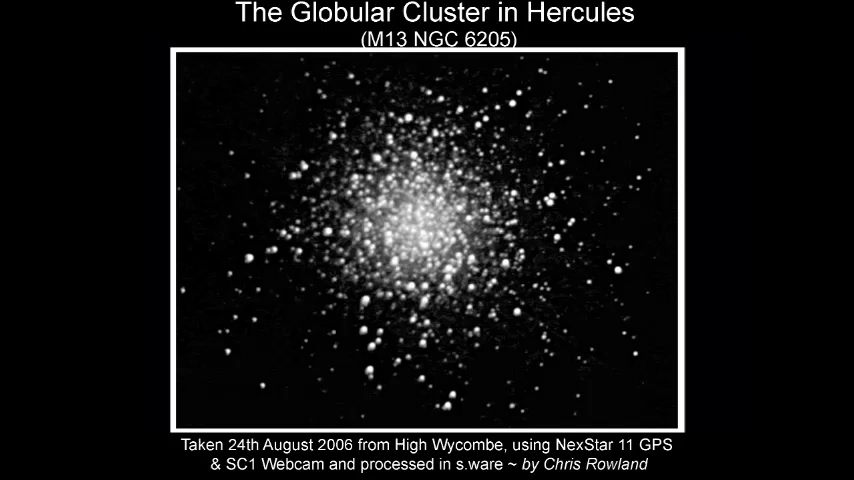 The Globular Cluster in Hercules
(M13 NGC 6205)
Taken 24th August 2006 from High Wycombe, using NexStar 11 GPS
& SC1 Webcam and processed in s.ware ~ by Chris Rowland